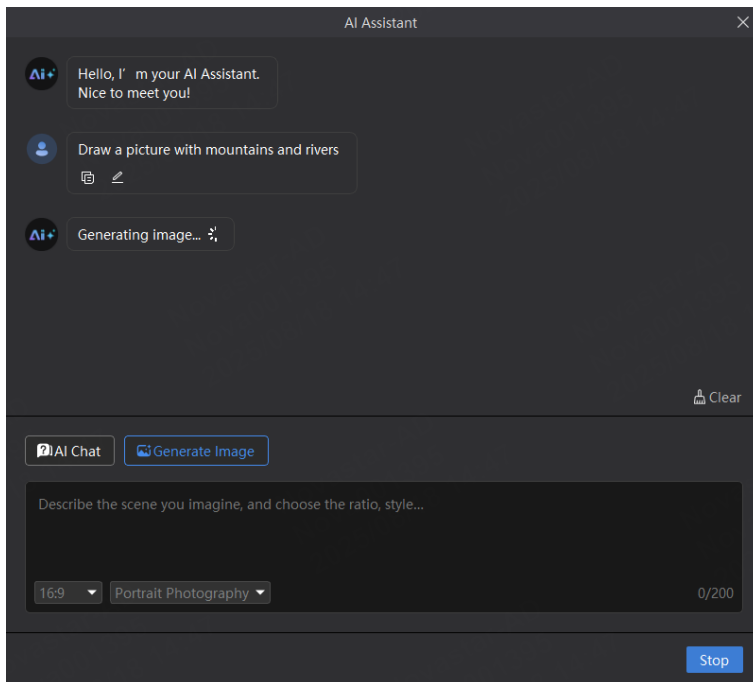 AI Assistant
Ai+
Hello, I’ m your AI Assistant.
Nice to meet you!
Draw a picture with mountains and rivers
Ai+
Generating image...
Clear
AI Chat
Generate Image
Describe the scene you imagine, and choose the ratio, style...
16:9 Portrait Photography 0/200
Stop